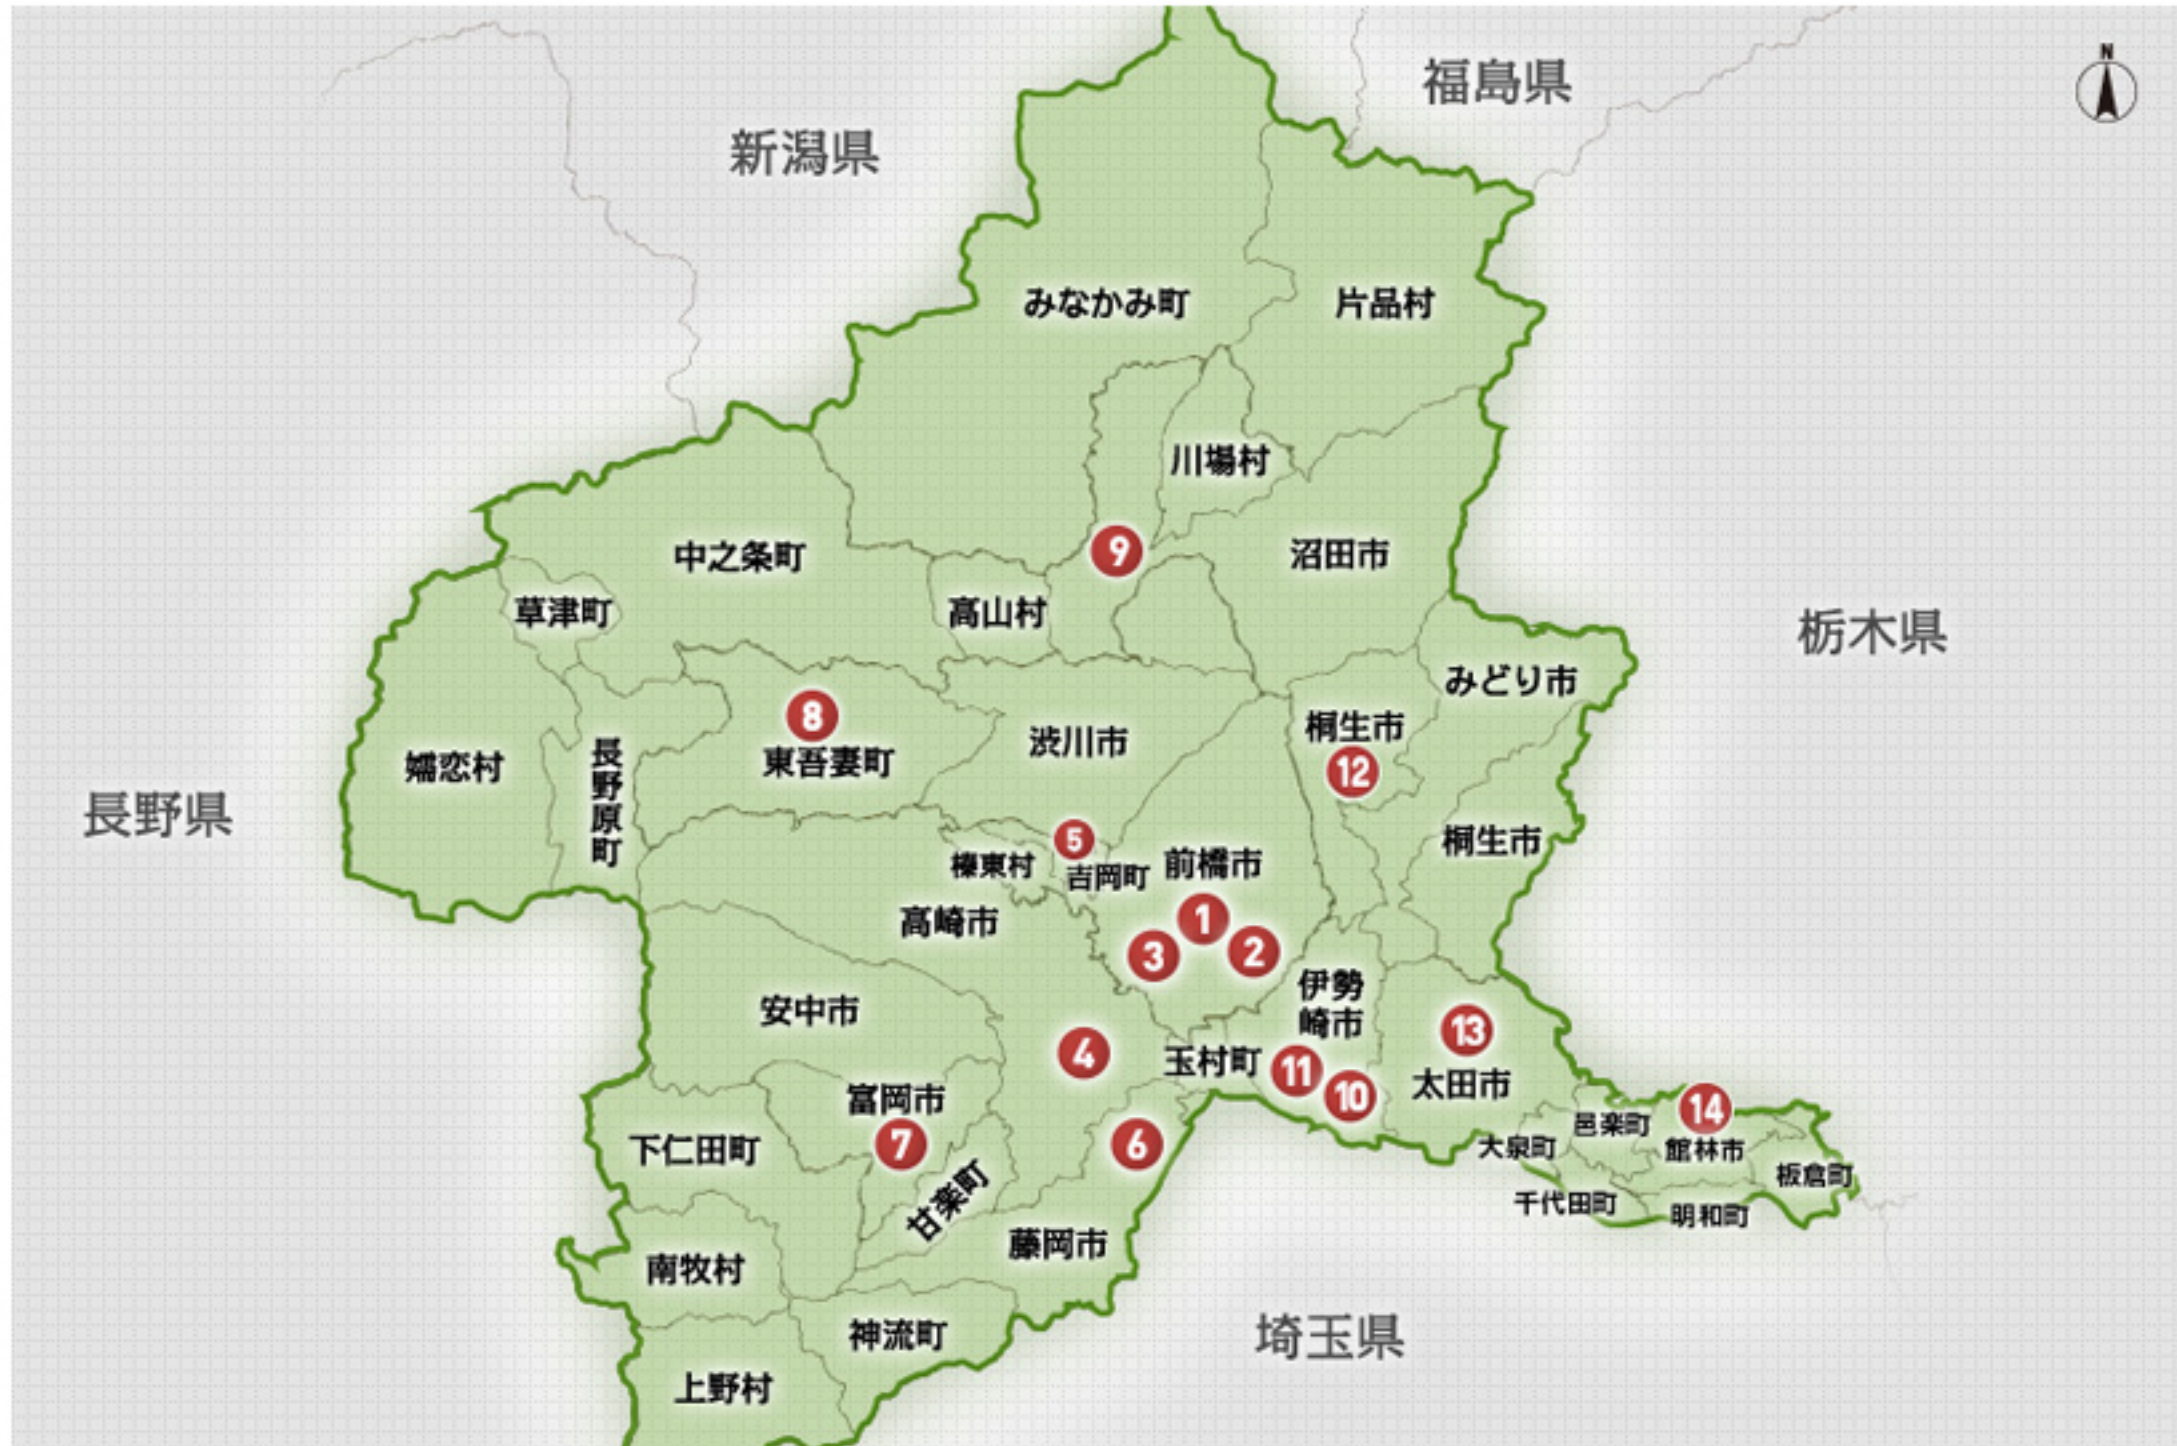 N
福島県
新潟県
みなかみ町
片品村
川場村
中之条町
9
沼田市
草津町
高山村
栃木県
みどり市
8
桐生市
渋川市
東吾妻町
嬬恋村
長野原町
12
長野県
5
桐生市
榛東村
吉岡町
前橋市
高崎市
1
3
2
安中市
伊勢
崎市
13
4
玉村町
11
太田市
10
富岡市
14
邑楽町
7
6
下仁田町
大泉町
館林市
板倉町
甘楽町
千代田町
明和町
藤岡市
南牧村
神流町
埼玉県
上野村